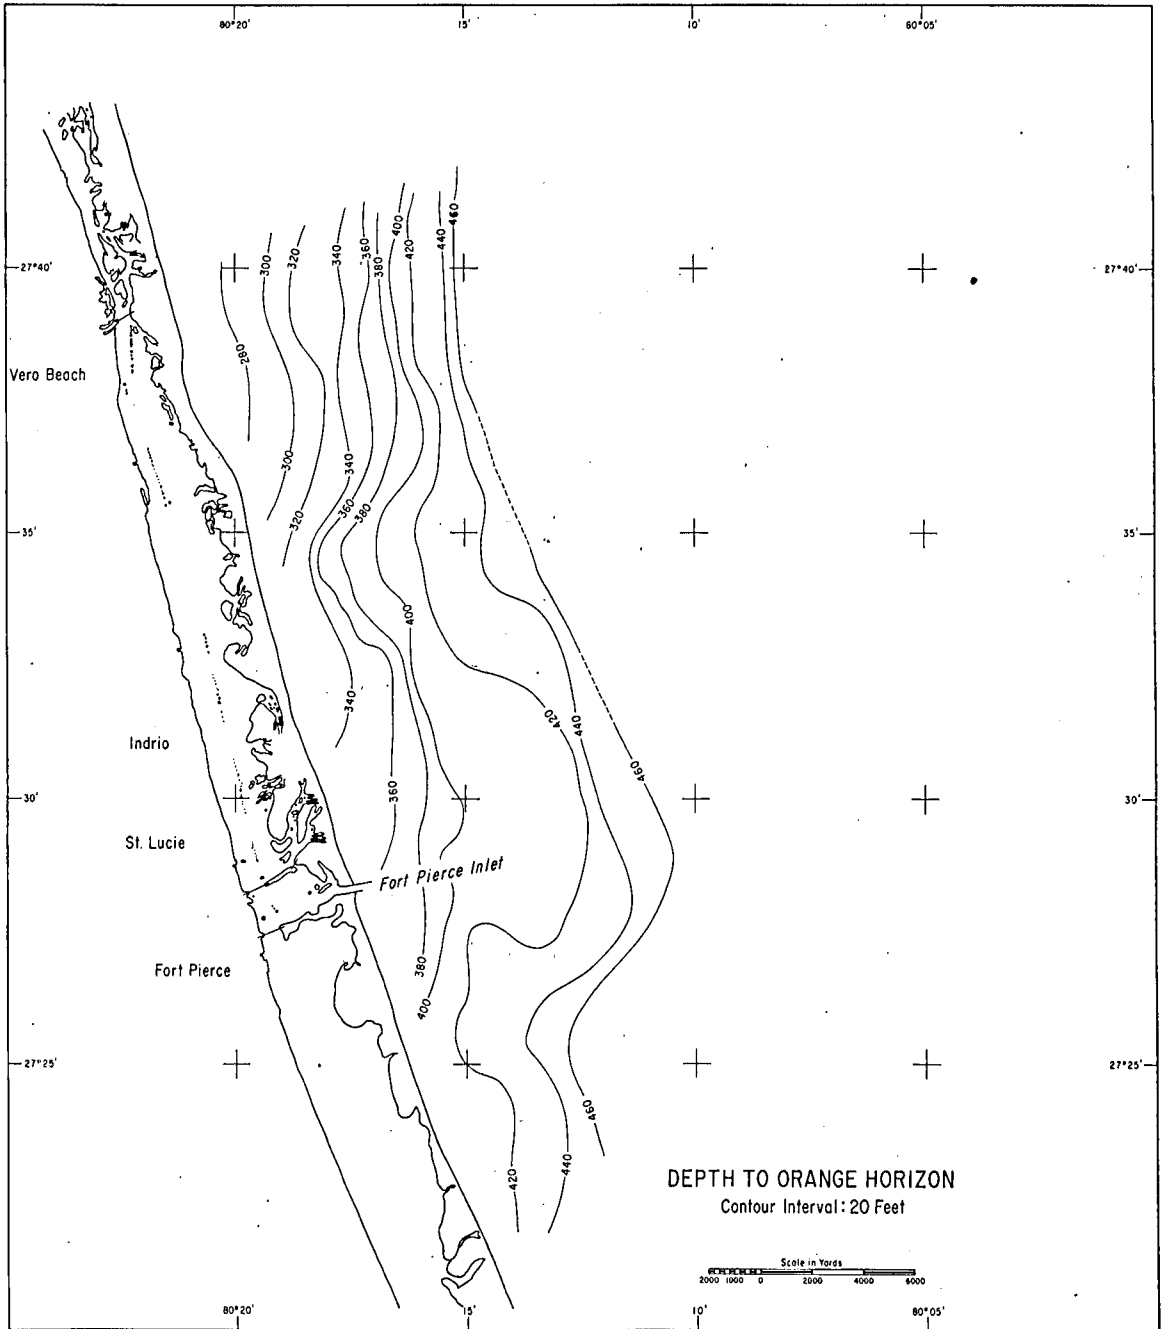 80°20' 15' 10' 80°05'
460
400
440
360 420
340
320
380
300
27°40' 27°40'
280
Vero Beach
300 340
360
320 380
35' 35'
400
340
420 440
Indrio
460
30' 360 30'
St. Lucie
Fort Pierce Inlet
Fort Pierce 380
400
27°25' 27°25'
460
440
420
DEPTH TO ORANGE HORIZON
Contour Interval: 20 Feet
Scale in Yards
2000 1000 0 2000 4000 6000
80°20' 15' 10' 80°05'